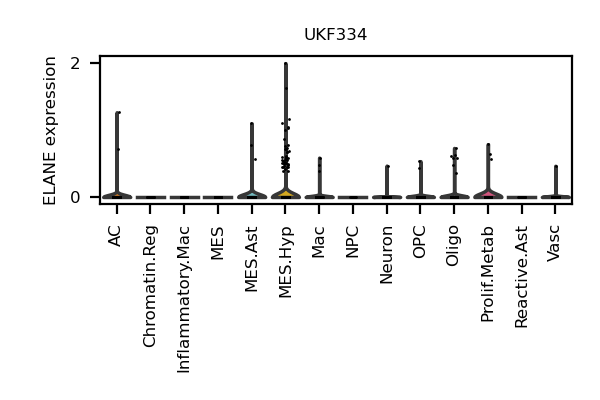 UKF334
ELANE expression
2
0
AC
Chromatin.Reg
Inflammatory.Mac
MES
MES.Ast
MES.Hyp
Mac
NPC
Neuron
OPC
Oligo
Prolif.Metab
Reactive.Ast
Vasc